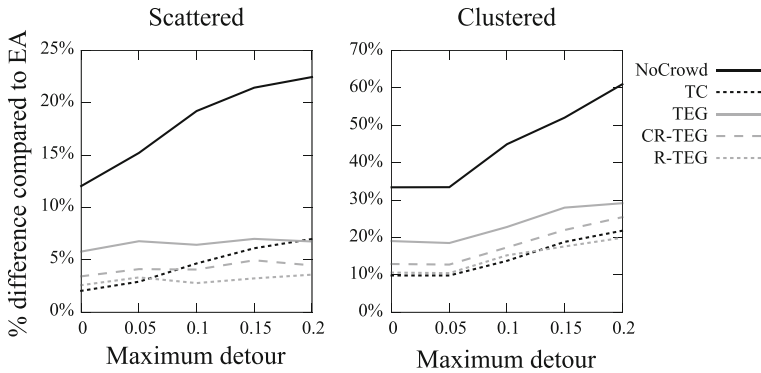 Scattered
Clustered
% difference compared to EA
25%
20%
15%
10%
5%
0%
0 0.05 0.1 0.15 0.2
Maximum detour
70%
60%
50%
40%
30%
20%
10%
0%
0 0.05 0.1 0.15 0.2
Maximum detour
NoCrowd
TC
TEG
CR-TEG
R-TEG